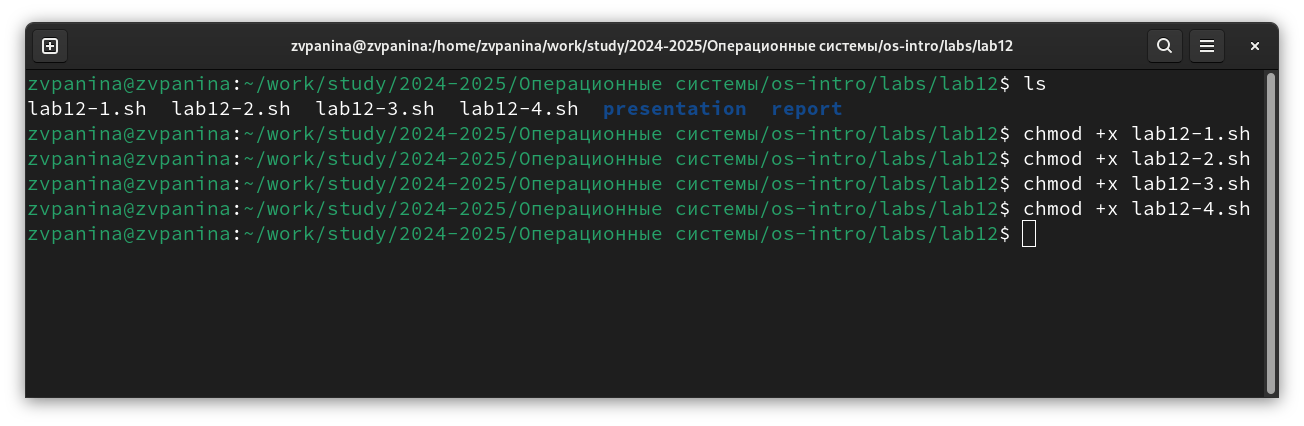 zvpanina@zvpanina:/home/zvpanina/work/study/2024-2025/Операционные системы/os-intro/labs/lab12
zvpanina@zvpanina:~/work/study/2024-2025/Операционные системы/os-intro/labs/lab12$ ls
lab12-1.sh  lab12-2.sh  lab12-3.sh  lab12-4.sh  presentation  report
zvpanina@zvpanina:~/work/study/2024-2025/Операционные системы/os-intro/labs/lab12$ chmod +x lab12-1.sh
zvpanina@zvpanina:~/work/study/2024-2025/Операционные системы/os-intro/labs/lab12$ chmod +x lab12-2.sh
zvpanina@zvpanina:~/work/study/2024-2025/Операционные системы/os-intro/labs/lab12$ chmod +x lab12-3.sh
zvpanina@zvpanina:~/work/study/2024-2025/Операционные системы/os-intro/labs/lab12$ chmod +x lab12-4.sh
zvpanina@zvpanina:~/work/study/2024-2025/Операционные системы/os-intro/labs/lab12$